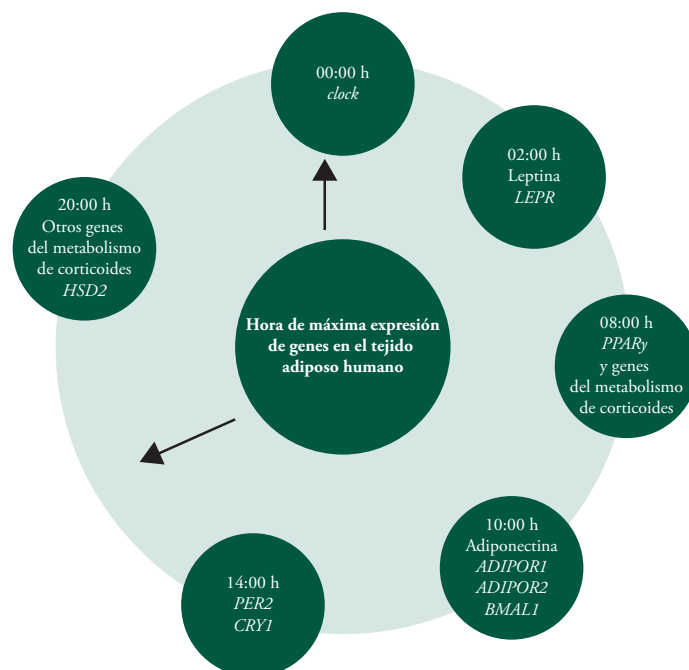 00:00 h
clock
02:00 h
Leptina
LEPR
20:00 h
Otros genes
del metabolismo
de corticoides
HSD2
Hora de máxima expresión
de genes en el tejido
adiposo humano
08:00 h
PPARγ
y genes
del metabolismo
de corticoides
10:00 h
Adiponectina
ADIPOR1
ADIPOR2
BMAL1
14:00 h
PER2
CRY1